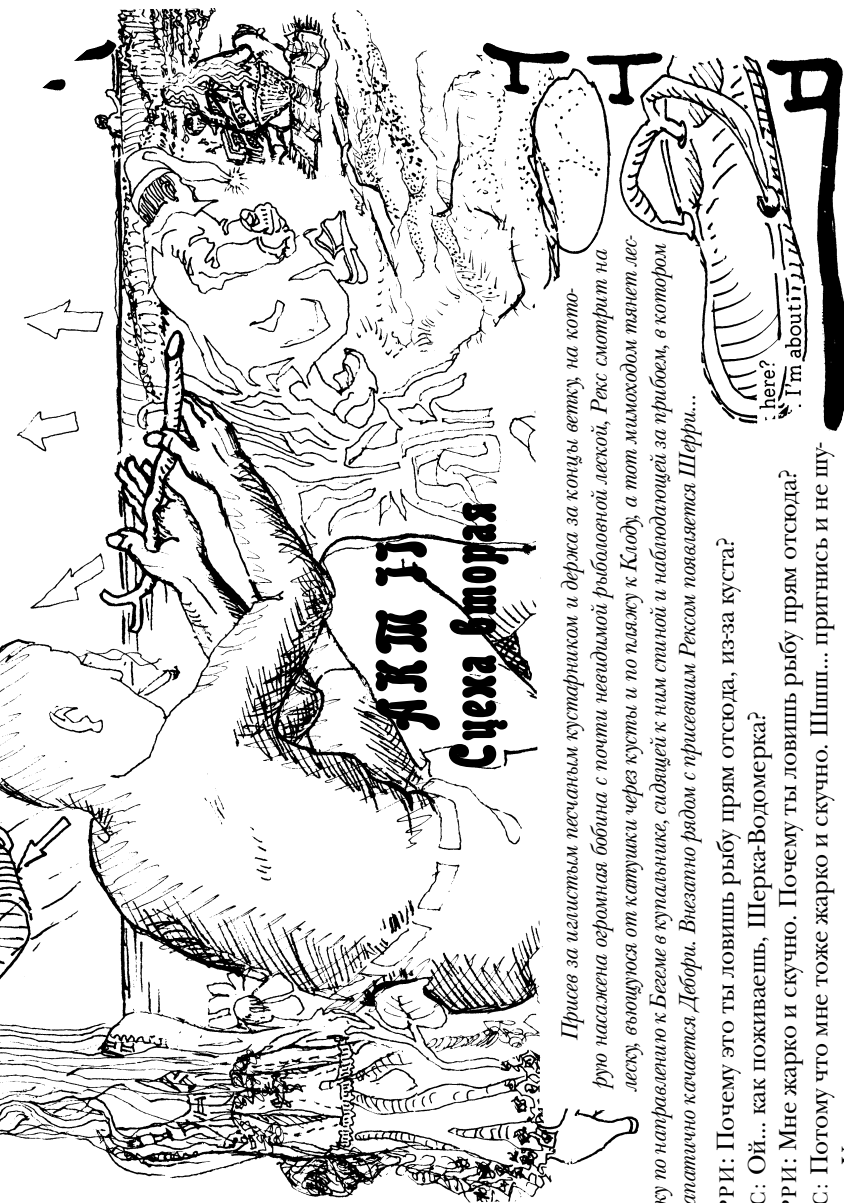 АКТ II
Сцеха вторая
Присев за иглистым песчаным кустарником и держа за концы ветку, на кото-
рую насажена огромная бобина с почти невидимой рыболовной леской, Рекс смотрит на
леску, вьющуюся от катушки через кусты и по пляжу к Клоду, а тот мимоходом тянет лес-
ку по направлению к Бегеме в купальнике, сидящей к ним спиной и наблюдающей за прибоем, в котором
аматично качается Дебори. Внезапно рядом с присевшим Рексом появляется Шерри...
РРИ: Почему это ты ловишь рыбу прям отсюда, из-за куста?
С: Ой... как поживаешь, Шерка-Водомерка?
РРИ: Мне жарко и скучно. Почему ты ловишь рыбу прям отсюда?
С: Потому что мне тоже жарко и скучно. Шшш... пригнись и не шу-
: here?
: I'm about